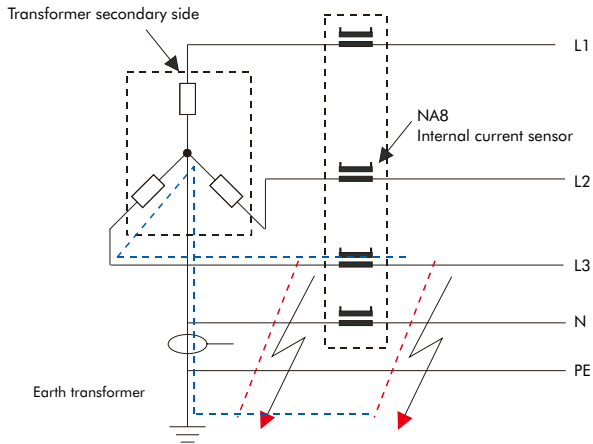 Transformer secondary side
L1
NA8
Internal current sensor
L2
L3
N
PE
Earth transformer